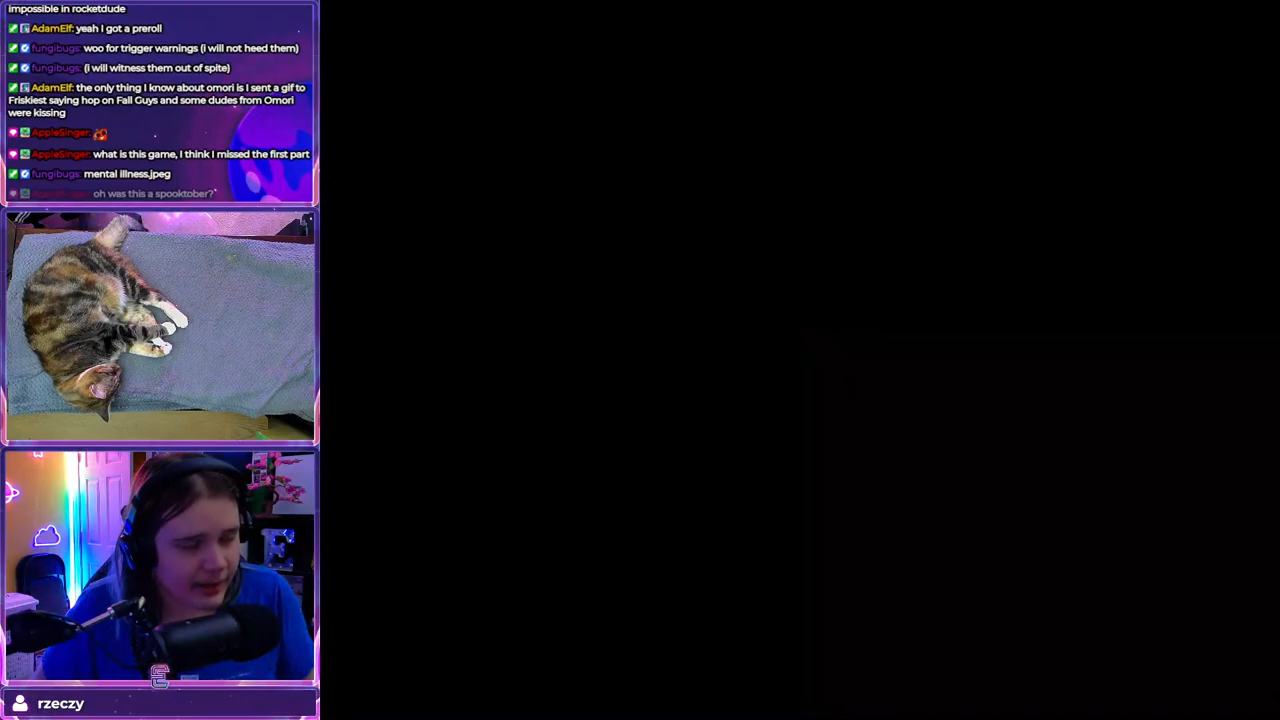 impossible in rocketdude
AdamElf: yeah I got a preroll
fungibugs: woo for trigger warnings (i will not heed them)
fungibugs: (i will witness them out of spite)
AdamElf: the only thing I know about omori is I sent a gif to
Friskiest saying hop on Fall Guys and some dudes from Omori
were kissing
AppleSinger:
AppleSinger: what is this game, I think I missed the first part
fungibugs: mental illness.jpeg
AppleSinger: oh was this a spooktober?
rzeczy